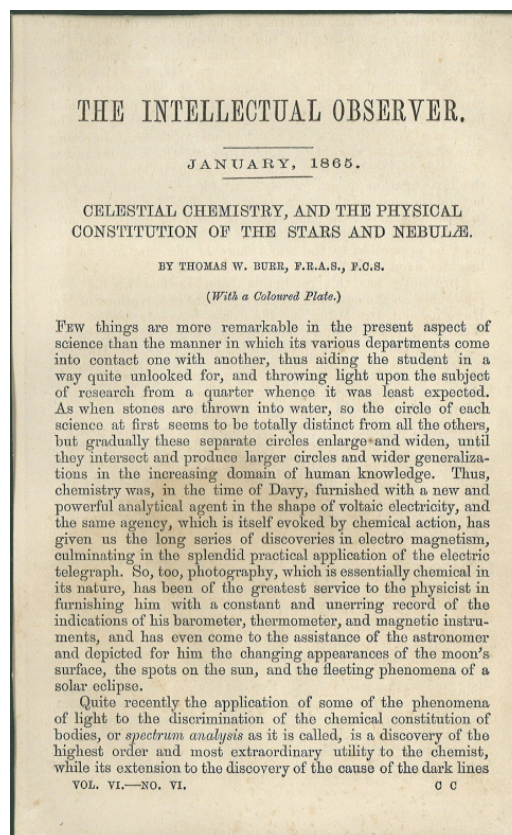 THE INTELLECTUAL OBSERVER.
JANUARY, 1865.
CELESTIAL CHEMISTRY, AND THE PHYSICAL
CONSTITUTION OF THE STARS AND NEBULÆ.
BY THOMAS W. BURR, F.R.A.S., F.C.S.
(With a Coloured Plate.)
FEW things are more remarkable in the present aspect of
science than the manner in which its various departments come
into contact one with another, thus aiding the student in a
way quite unlooked for, and throwing light upon the subject
of research from a quarter whence it was least expected.
As when stones are thrown into water, so the circle of each
science at first seems to be totally distinct from all the others,
but gradually these separate circles enlarge and widen, until
they intersect and produce larger circles and wider generaliza-
tions in the increasing domain of human knowledge. Thus,
chemistry was, in the time of Davy, furnished with a new and
powerful analytical agent in the shape of voltaic electricity, and
the same agency, which is itself evoked by chemical action, has
given us the long series of discoveries in electro magnetism,
culminating in the splendid practical application of the electric
telegraph. So, too, photography, which is essentially chemical in
its nature, has been of the greatest service to the physicist in
furnishing him with a constant and unerring record of the
indications of his barometer, thermometer, and magnetic instru-
ments, and has even come to the assistance of the astronomer
and depicted for him the changing appearances of the moon's
surface, the spots on the sun, and the fleeting phenomena of a
solar eclipse.
Quite recently the application of some of the phenomena
of light to the discrimination of the chemical constitution of
bodies, or spectrum analysis as it is called, is a discovery of the
highest order and most extraordinary utility to the chemist,
while its extension to the discovery of the cause of the dark lines
VOL. VI.—NO. VI. C C